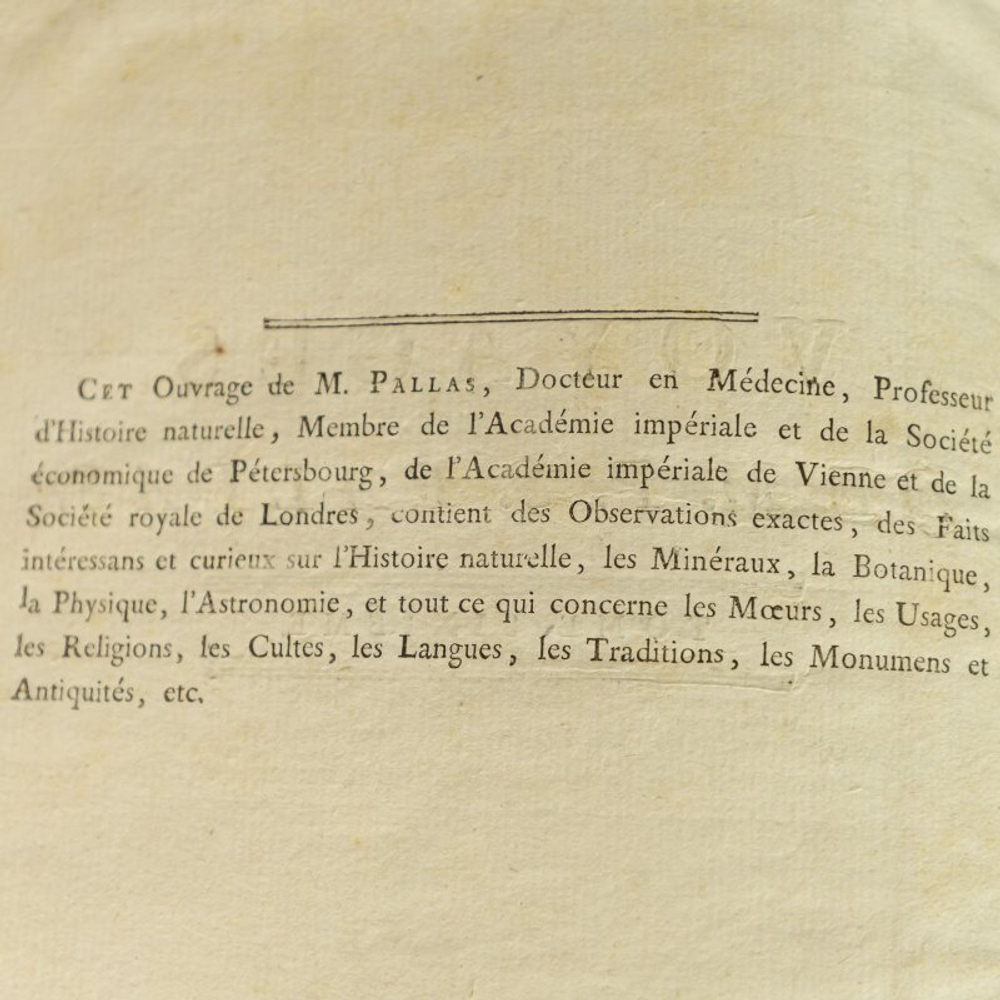 CET Ouvrage de M. PALLAS, Docteur en Médecine, Professeur
d'Histoire naturelle, Membre de l'Académie impériale et de la Société
économique de Pétersbourg, de l'Académie impériale de Vienne et de la
Société royale de Londres, contient des Observations exactes, des Faits
intéressans et curieux sur l'Histoire naturelle, les Minéraux, la Botanique,
la Physique, l'Astronomie, et tout ce qui concerne les Mœurs, les Usages,
les Religions, les Cultes, les Langues, les Traditions, les Monumens et
Antiquités, etc.